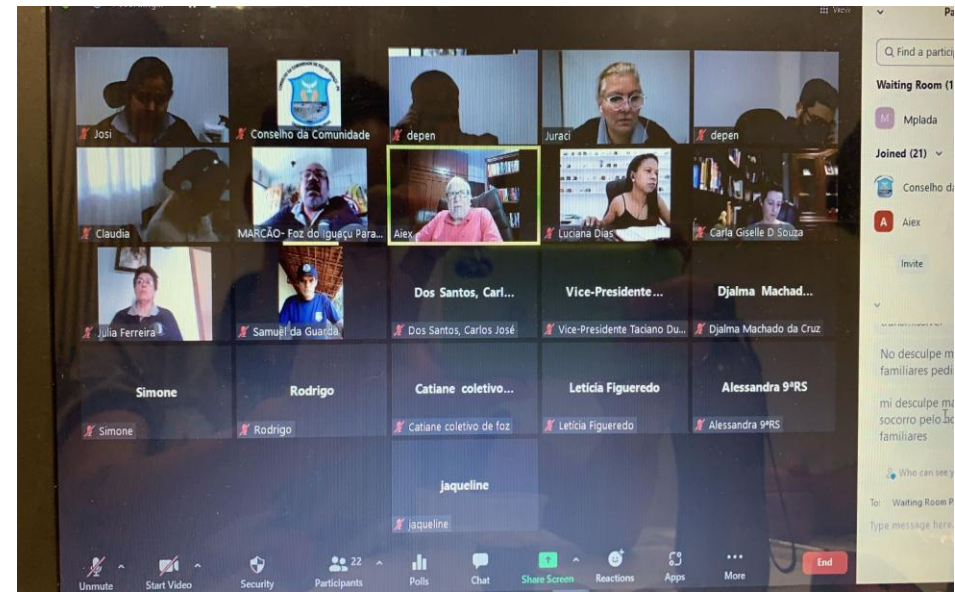 View
Josi
Conselho da Comunidade
depen
Juraci
depen
Claudia
MARCÃO- Foz do Iguaçu Para...
Aiex
Luciana Dias
Carla Giselle D Souza
Julia Ferreira
Samuel da Guarda
Dos Santos, Carl...
Dos Santos, Carlos José
Vice-Presidente...
Vice-Presidente Taciano Du...
Djalma Machad...
Djalma Machado da Cruz
Simone
Simone
Rodrigo
Rodrigo
Catiane coletivo...
Catiane coletivo de foz
Letícia Figueredo
Letícia Figueredo
Alessandra 9ªRS
Alessandra 9ªRS
jaqueline
jaqueline
Unmute
Start Video
Security
22
Participants
Polls
Chat
Share Screen
Reactions
Apps
More
End
Pa
Find a particip
Waiting Room (1
M
Mplada
Joined (21)
Conselho da
A
Aiex
Invite
No desculpe m
familiares pedi
mi desculpe ma
socorro pelo
familiares
Who can see y
To: Waiting Room P
Type message here.